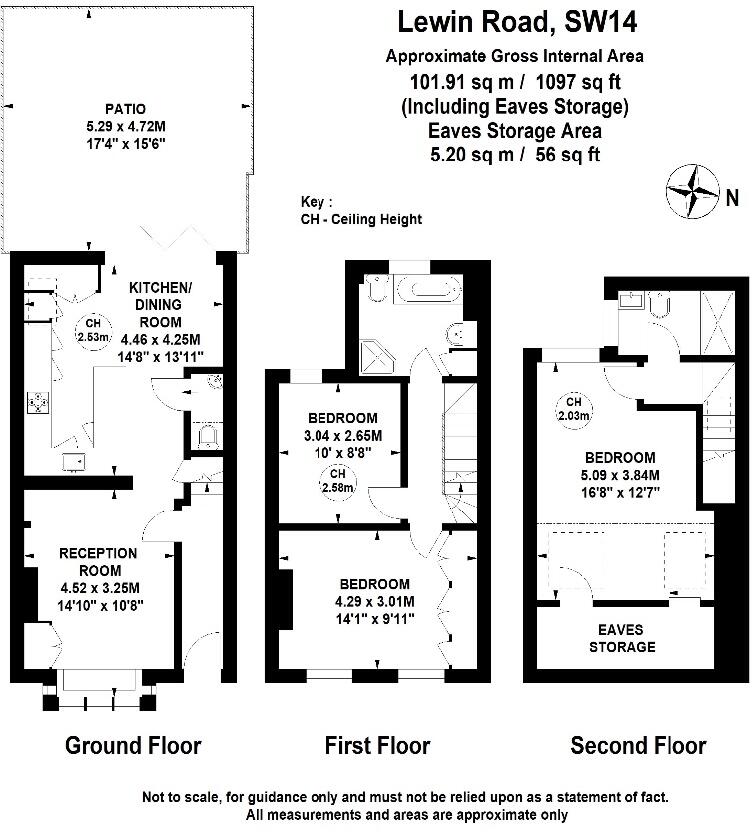 Lewin Road, SW14
Approximate Gross Internal Area
101.91 sq m / 1097 sq ft
(Including Eaves Storage)
Eaves Storage Area
5.20 sq m / 56 sq ft
N
Key :
CH - Ceiling Height
PATIO
5.29 x 4.72M
17'4" x 15'6"
KITCHEN/
DINING
ROOM
4.46 x 4.25M
14'8" x 13'11"
CH
2.53m
RECEPTION
ROOM
4.52 x 3.25M
14'10" x 10'8"
BEDROOM
3.04 x 2.65M
10' x 8'8"
CH
2.58m
BEDROOM
4.29 x 3.01M
14'1" x 9'11"
CH
2.03m
BEDROOM
5.09 x 3.84M
16'8" x 12'7"
EAVES
STORAGE
Ground Floor
First Floor
Second Floor
Not to scale, for guidance only and must not be relied upon as a statement of fact.
All measurements and areas are approximate only